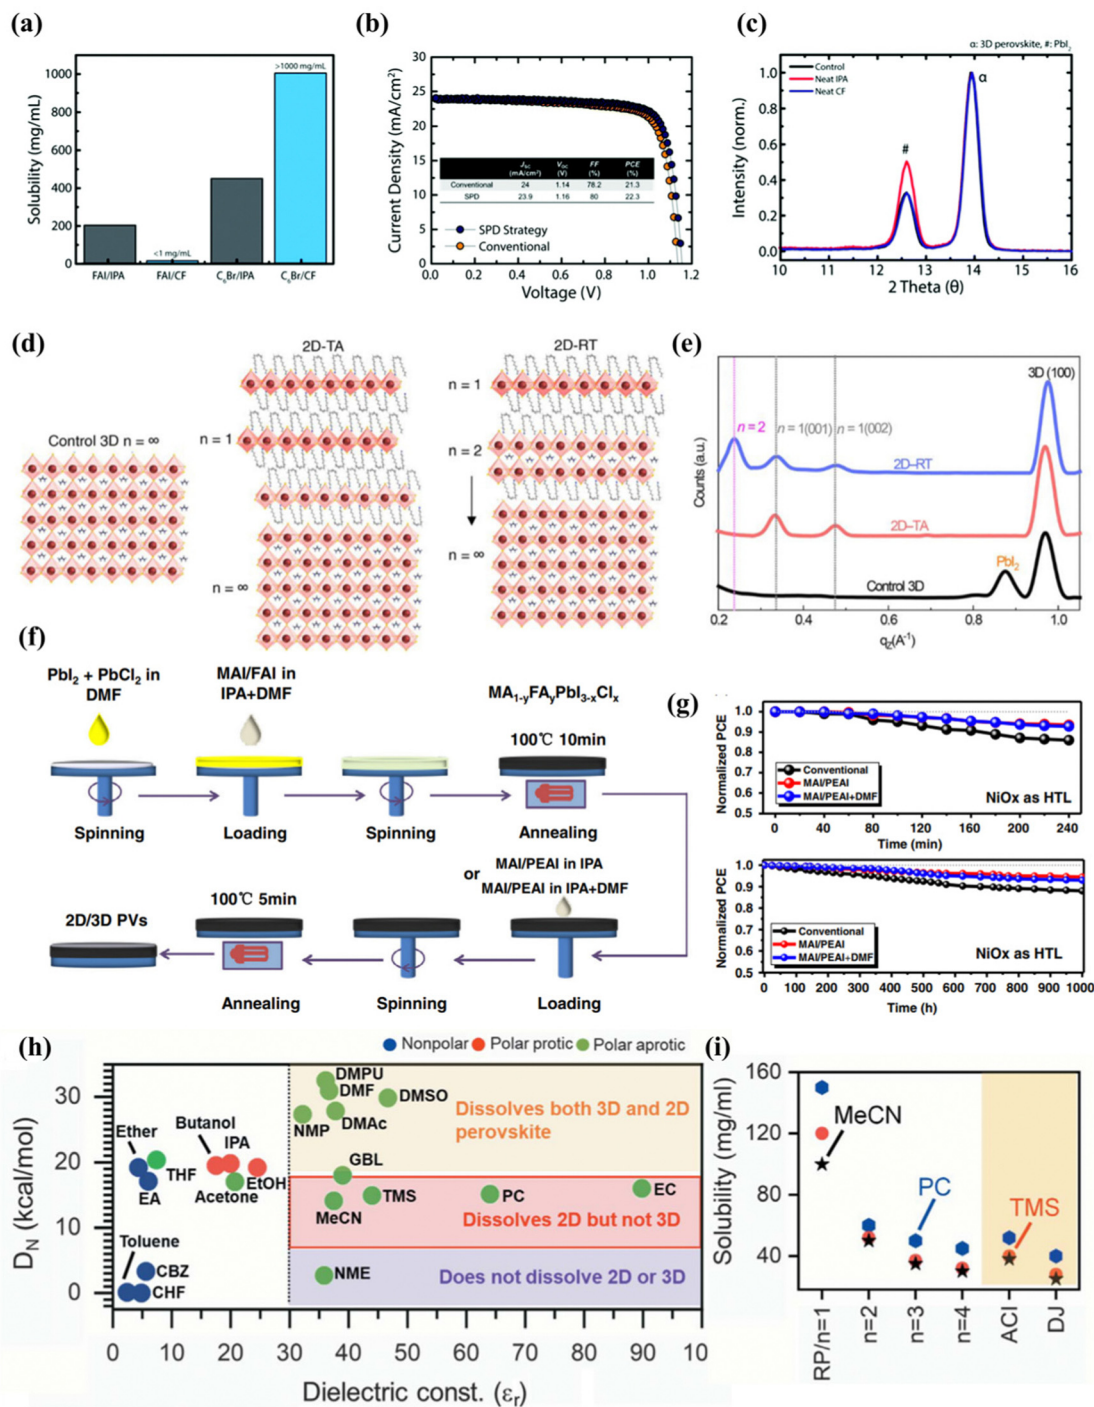 (a)
Solubility (mg/mL)
1000
800
600
400
200
0
>1000 mg/mL
<1 mg/mL
FAI/IPA
FAI/CF
C₆Br/IPA
C₆Br/CF
(b)
Current Density (mA/cm²)
30
25
20
15
10
5
0
JSC (mA/cm²) VOC (V) FF (%) PCE (%)
Conventional 24 1.14 78.2 21.3
SPD 23.9 1.16 80 22.3
SPD Strategy
Conventional
0.0 0.2 0.4 0.6 0.8 1.0 1.2
Voltage (V)
(c)
α: 3D perovskite, #: PbI₂
Control
Neat IPA
Neat CF
α
#
Intensity (norm.)
1.0
0.8
0.6
0.4
0.2
0.0
10 11 12 13 14 15 16
2 Theta (θ)
(d)
2D-TA
2D-RT
Control 3D n = ∞
n = 1
n = ∞
n = 1
n = 2
n = ∞
(e)
3D (100)
n = 2
n = 1(001)
n = 1(002)
2D–RT
2D–TA
PbI₂
Control 3D
Counts (a.u.)
0.2 0.4 0.6 0.8 1.0
qZ(A⁻¹)
(f)
PbI₂ + PbCl₂ in
DMF
MAI/FAI in
IPA+DMF
MA₁₋yFAyPbI₃₋ₓClₓ
100℃ 10min
Spinning
Loading
Spinning
Annealing
MAI/PEAI in IPA
or
MAI/PEAI in IPA+DMF
100℃ 5min
2D/3D PVs
Annealing
Spinning
Loading
(g)
Normalized PCE
1.0
0.9
0.8
0.7
0.6
0.5
Conventional
MAI/PEAI
MAI/PEAI+DMF
NiOx as HTL
0 40 80 120 160 200 240
Time (min)
Normalized PCE
1.0
0.9
0.8
0.7
0.6
0.5
Conventional
MAI/PEAI
MAI/PEAI+DMF
NiOx as HTL
0 100 200 300 400 500 600 700 800 900 1000
Time (h)
(h)
Nonpolar
Polar protic
Polar aprotic
DN (kcal/mol)
30
20
10
0
DMPU
DMF
DMSO
NMP
DMAc
Dissolves both 3D and 2D
perovskite
Ether
Butanol
IPA
THF
EtOH
EA
Acetone
GBL
TMS
PC
EC
MeCN
Dissolves 2D but not 3D
Toluene
CBZ
CHF
NME
Does not dissolve 2D or 3D
0 10 20 30 40 50 60 70 80 90 100
Dielectric const. (εr)
(i)
Solubility (mg/ml)
160
120
80
40
MeCN
PC
TMS
RP/n=1
n=2
n=3
n=4
ACI
DJ